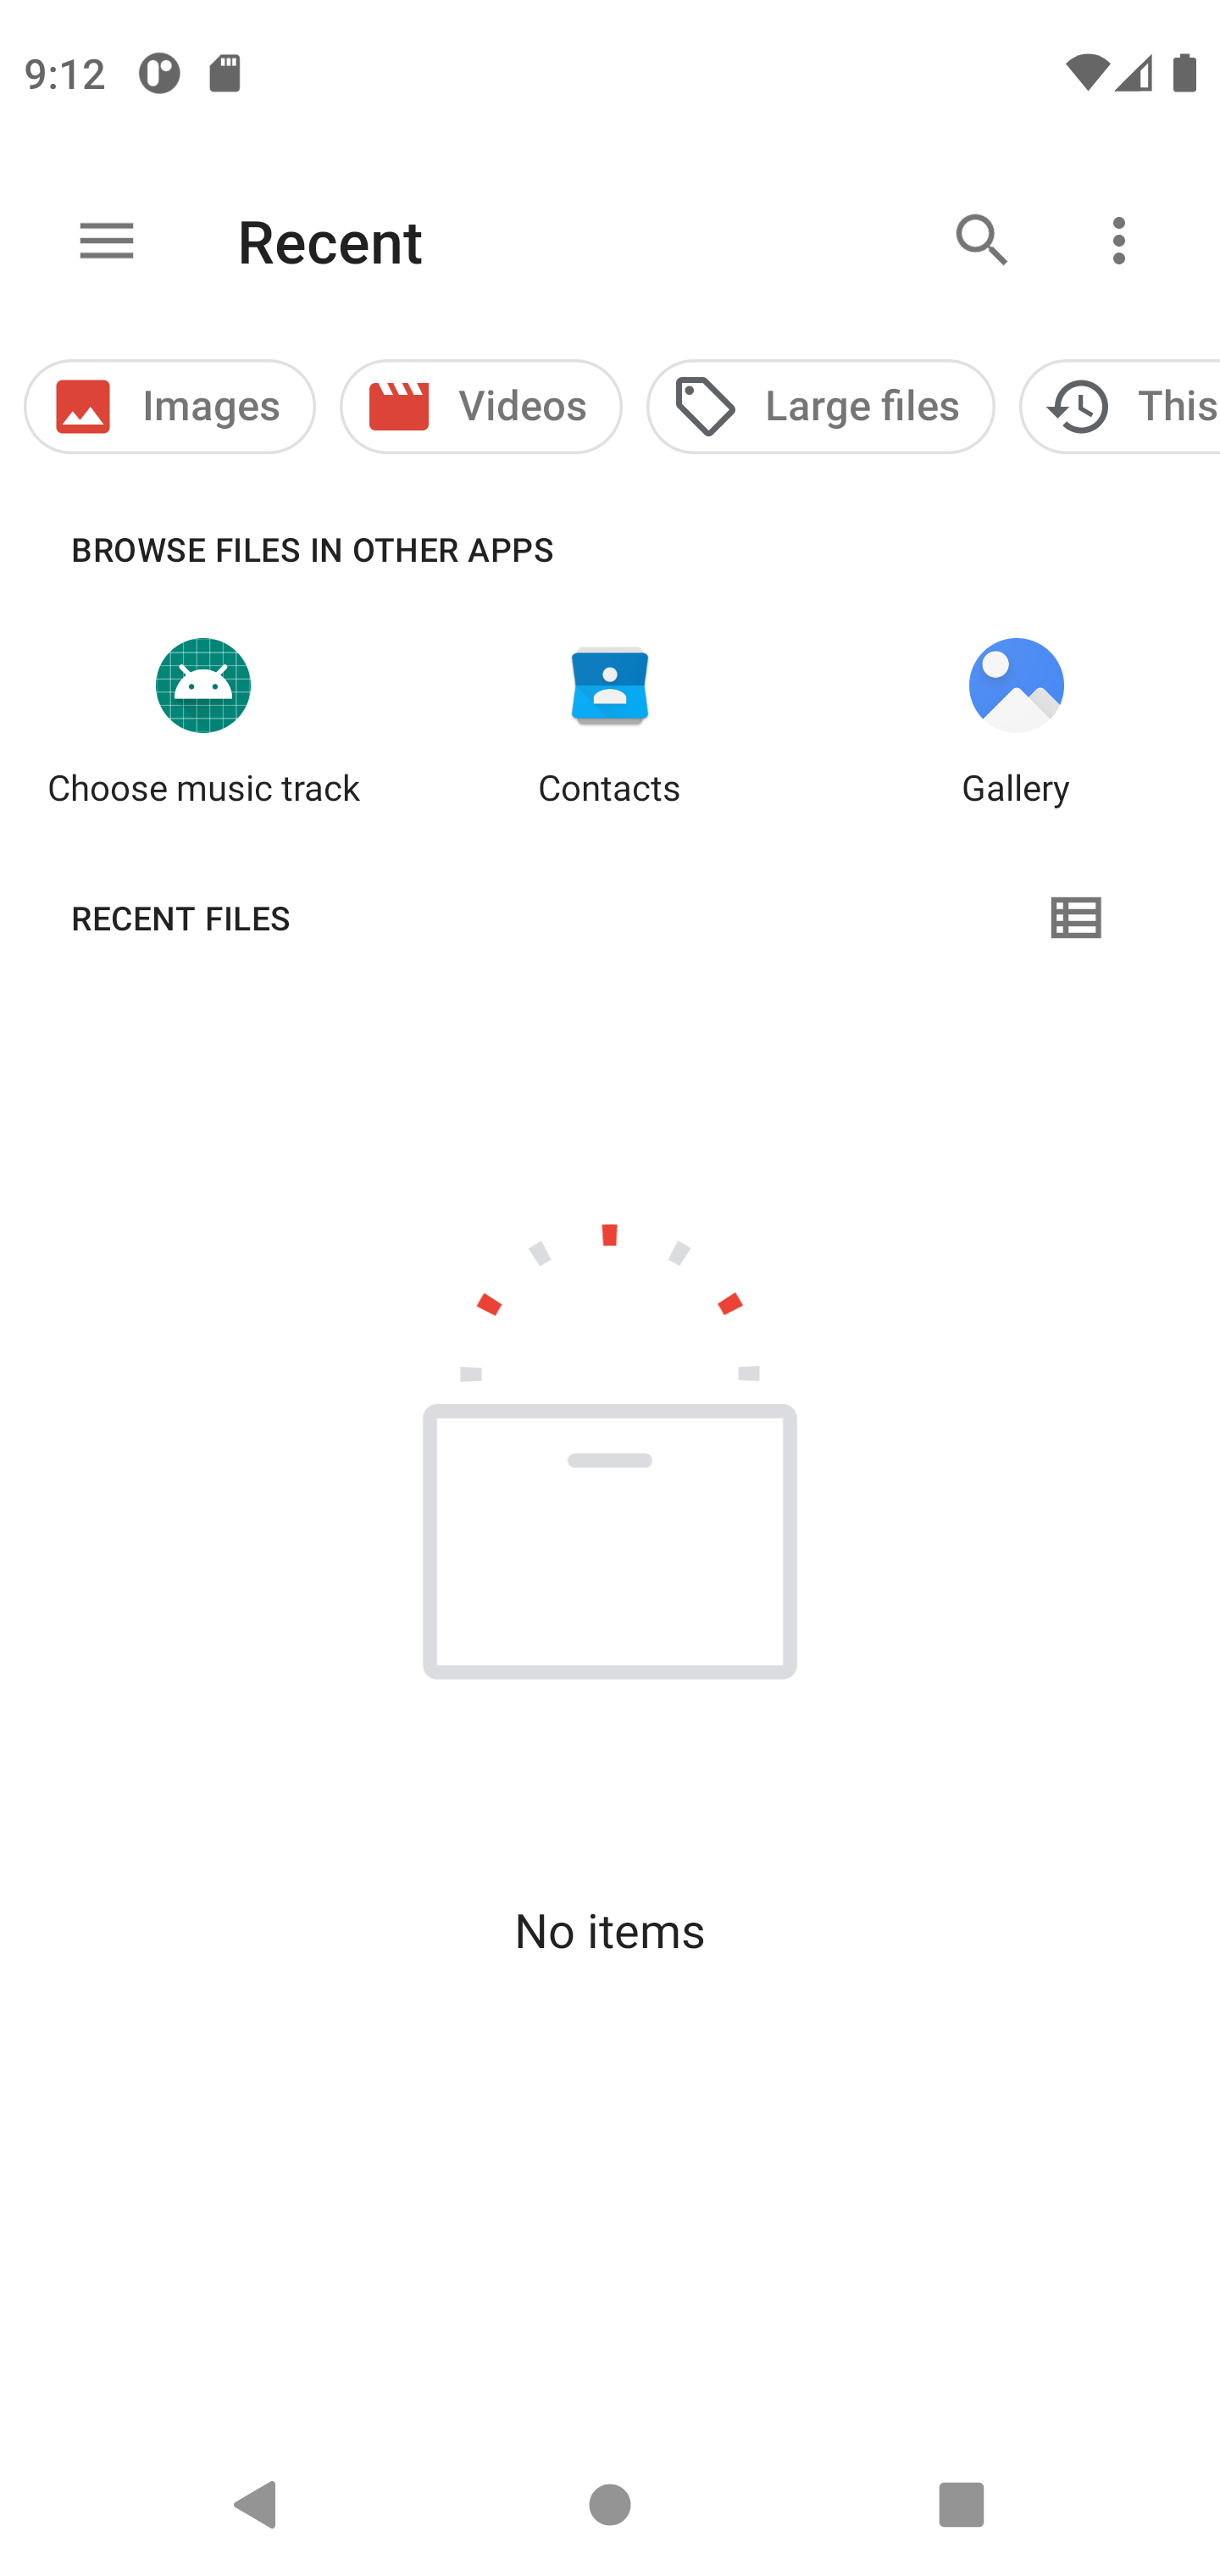 9:12
Recent
Images
Videos
Large files
This
BROWSE FILES IN OTHER APPS
Choose music track
Contacts
Gallery
RECENT FILES
No items